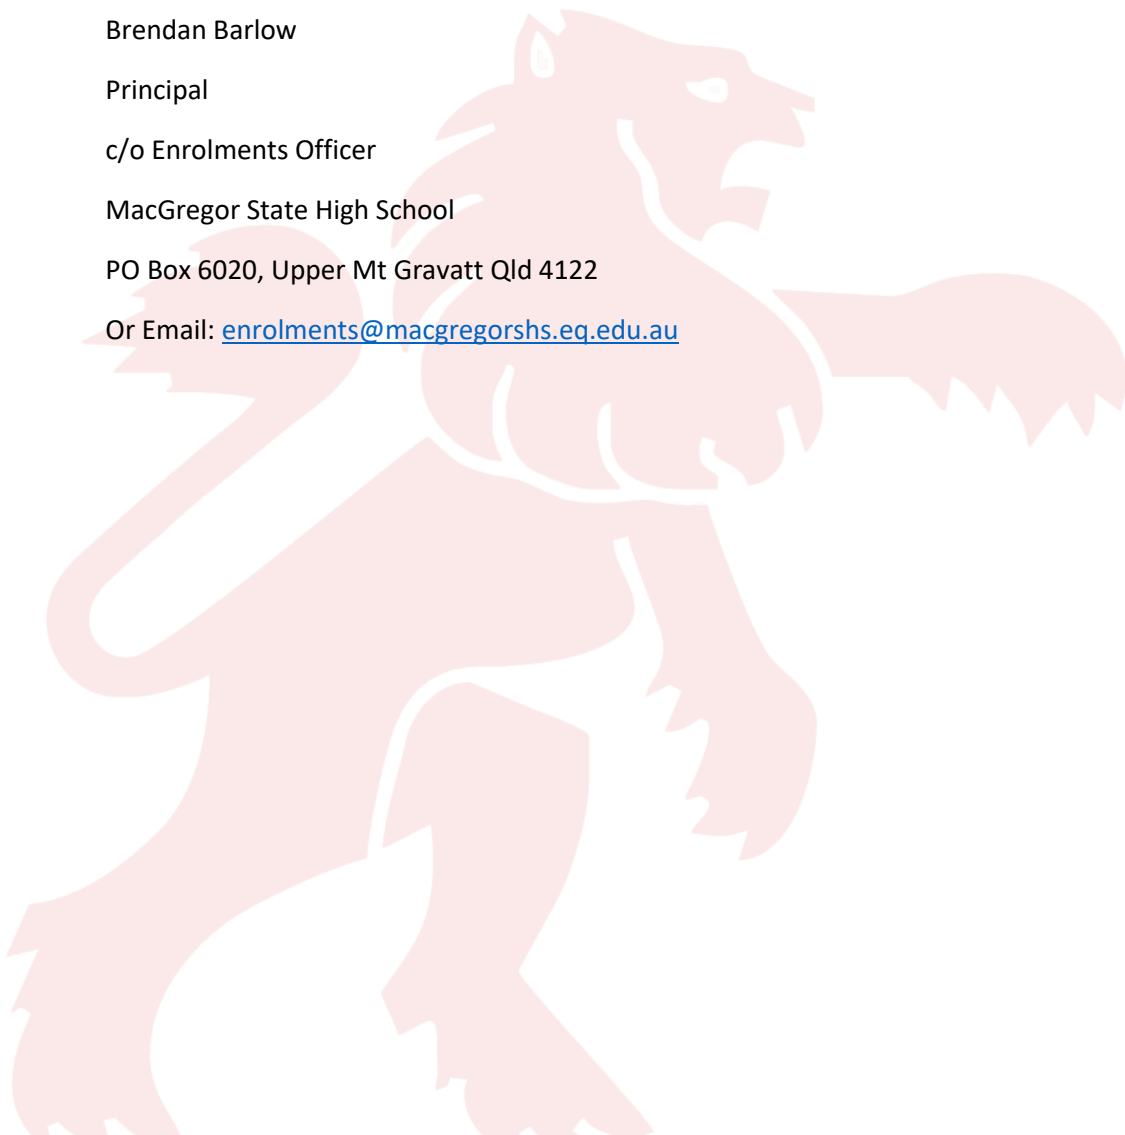 Brendan Barlow
Principal
c/o Enrolments Officer
MacGregor State High School
PO Box 6020, Upper Mt Gravatt Qld 4122
Or Email: enrolments@macgregorshs.eq.edu.au